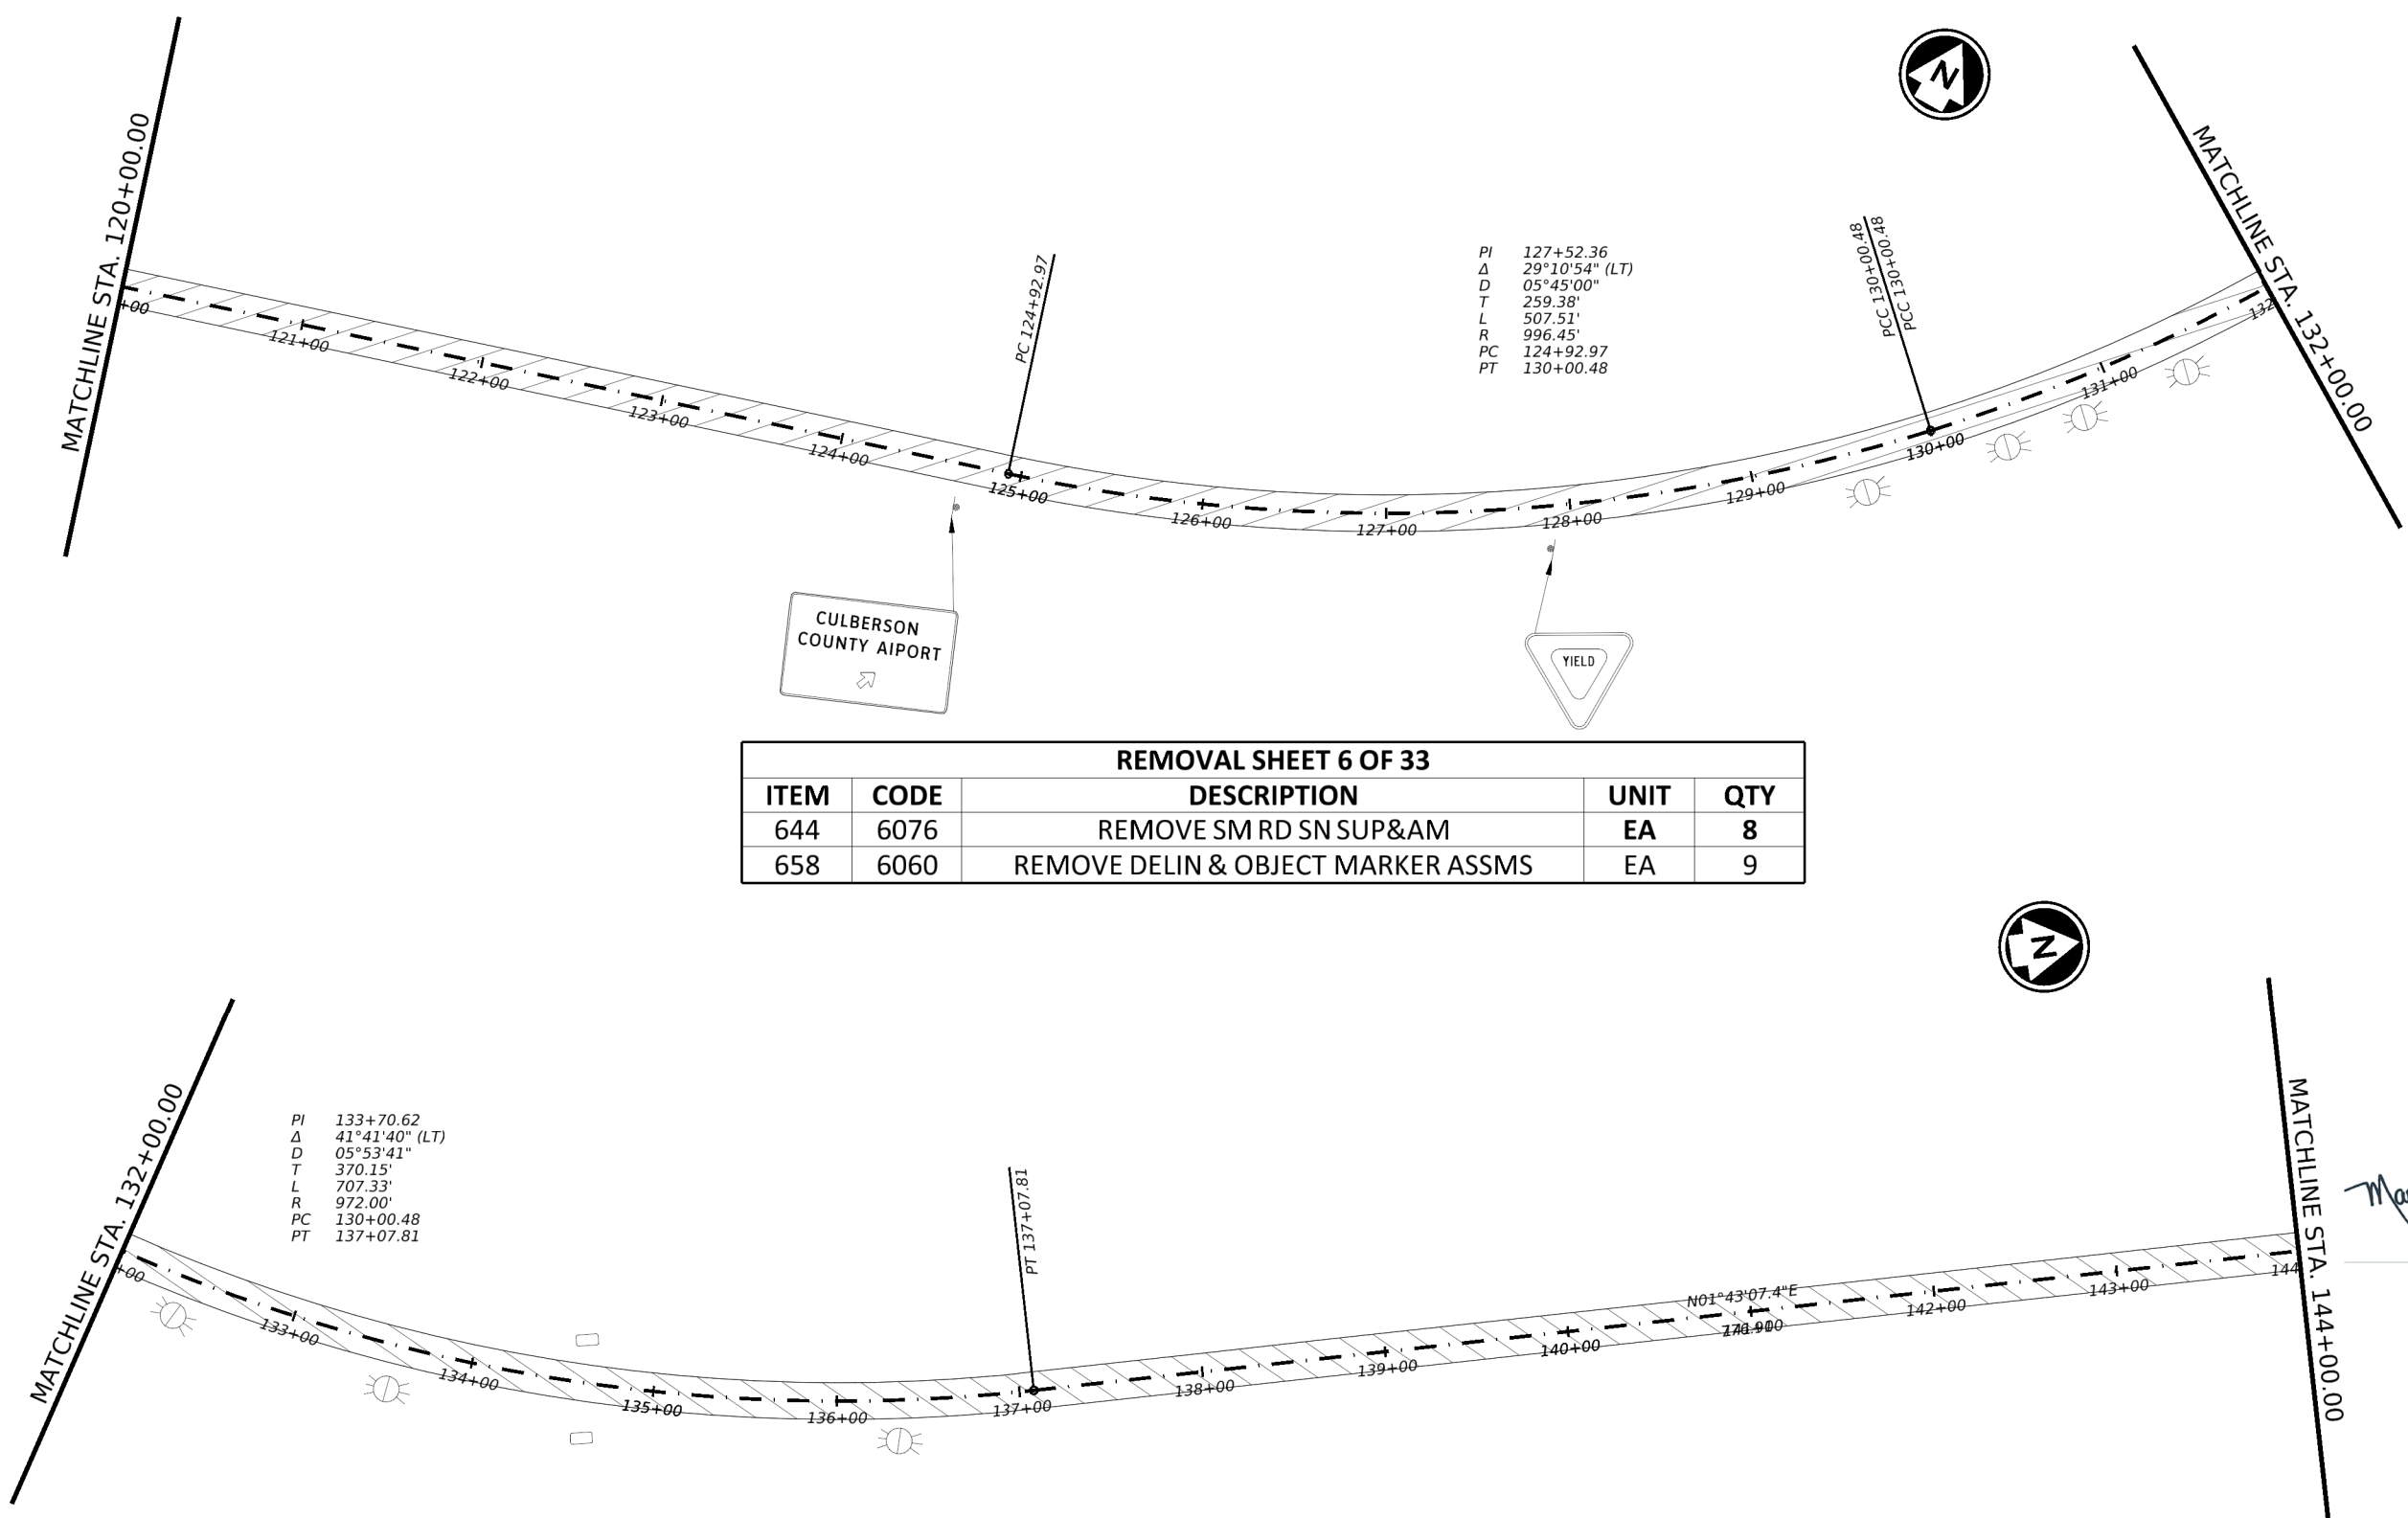 MATCHLINE STA. 120+00.00
+00
121+00
122+00
123+00
124+00
PC 124+92.97
125+00
126+00
127+00
128+00
129+00
130+00
131+00
132
PI 127+52.36
Δ 29°10'54" (LT)
D 05°45'00"
T 259.38'
L 507.51'
R 996.45'
PC 124+92.97
PT 130+00.48
PCC 130+00.48
PCC 130+00.48
N
MATCHLINE STA. 132+00.00
CULBERSON
COUNTY AIPORT
YIELD
REMOVAL SHEET 6 OF 33
ITEM CODE DESCRIPTION UNIT QTY
644 6076 REMOVE SM RD SN SUP&AM EA 8
658 6060 REMOVE DELIN & OBJECT MARKER ASSMS EA 9
N
MATCHLINE STA. 132+00.00
PI 133+70.62
Δ 41°41'40" (LT)
D 05°53'41"
T 370.15'
L 707.33'
R 972.00'
PC 130+00.48
PT 137+07.81
+00
133+00
134+00
135+00
136+00
PT 137+07.81
137+00
138+00
139+00
140+00
N01°43'07.4"E
142+00
143+00
144
MATCHLINE STA. 144+00.00